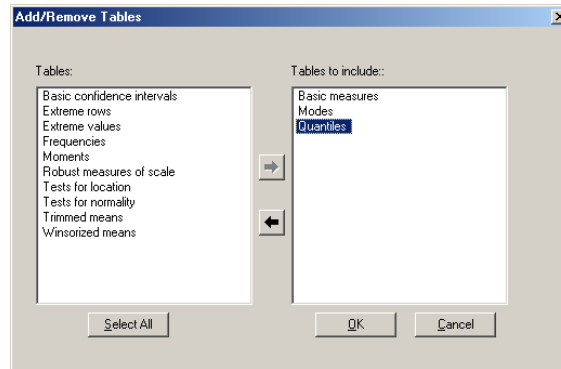 Add/Remove Tables
Tables:
Basic confidence intervals
Extreme rows
Extreme values
Frequencies
Moments
Robust measures of scale
Tests for location
Tests for normality
Trimmed means
Winsorized means
Select All
Tables to include::
Basic measures
Modes
Quantiles
OK
Cancel